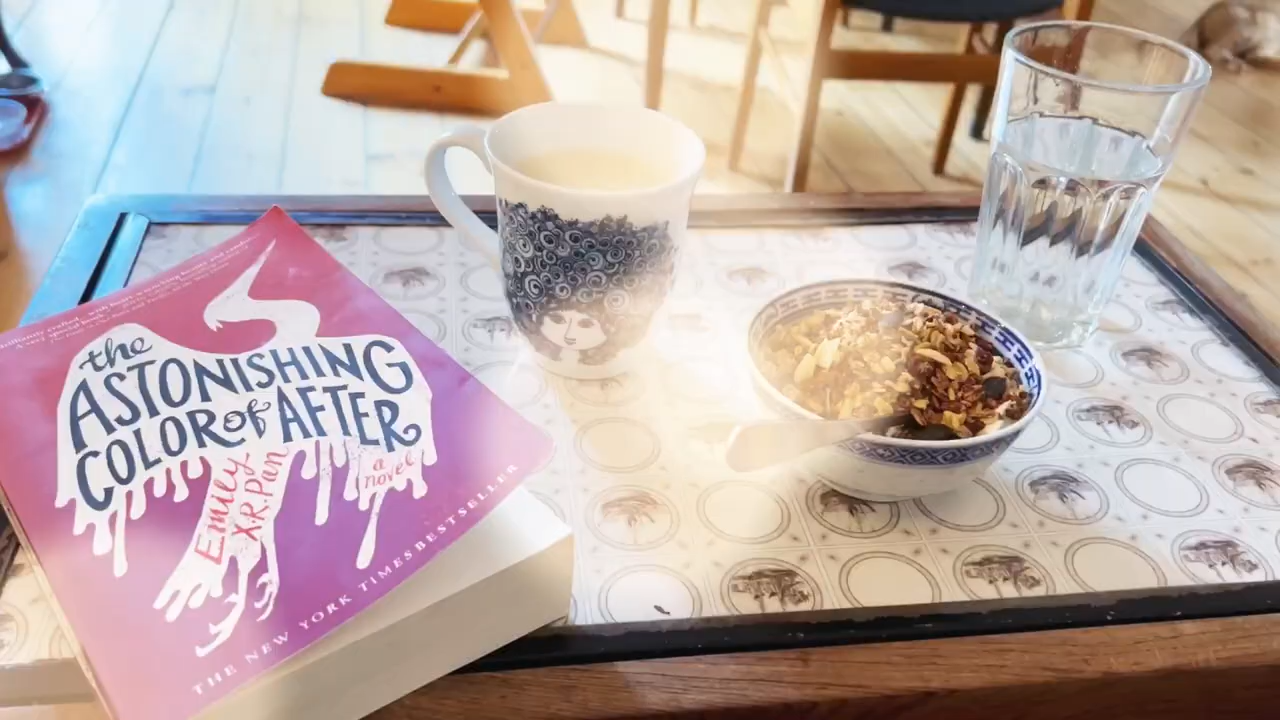 the
ASTONISHING
COLOR of AFTER
a novel
Emily
X.R. Pan
THE NEW YORK TIMES BESTSELLER